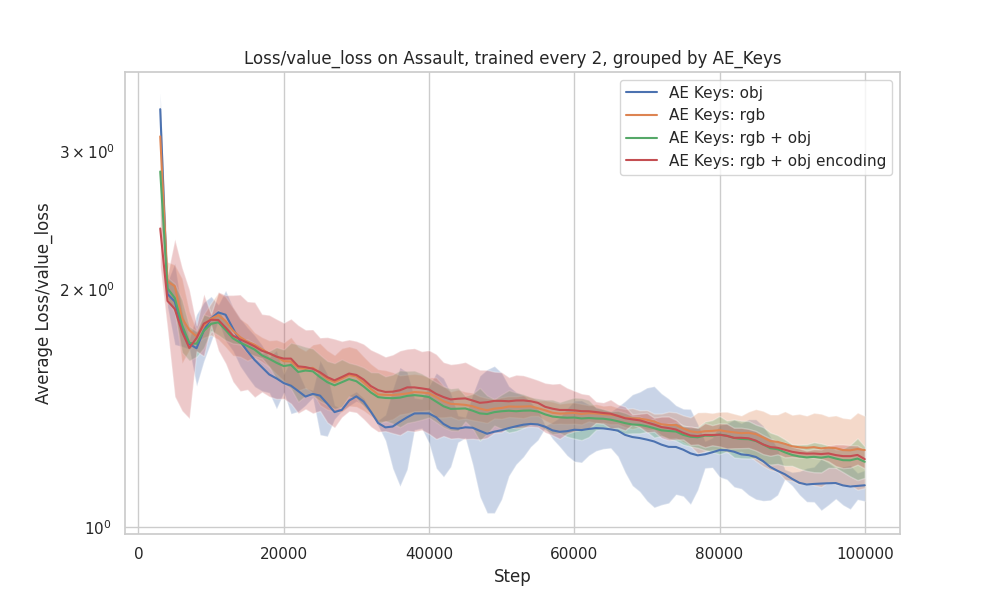 Loss/value_loss on Assault, trained every 2, grouped by AE_Keys
AE Keys: obj
AE Keys: rgb
AE Keys: rgb + obj
AE Keys: rgb + obj encoding
Average Loss/value_loss
3 × 10⁰
2 × 10⁰
10⁰
0 20000 40000 60000 80000 100000
Step